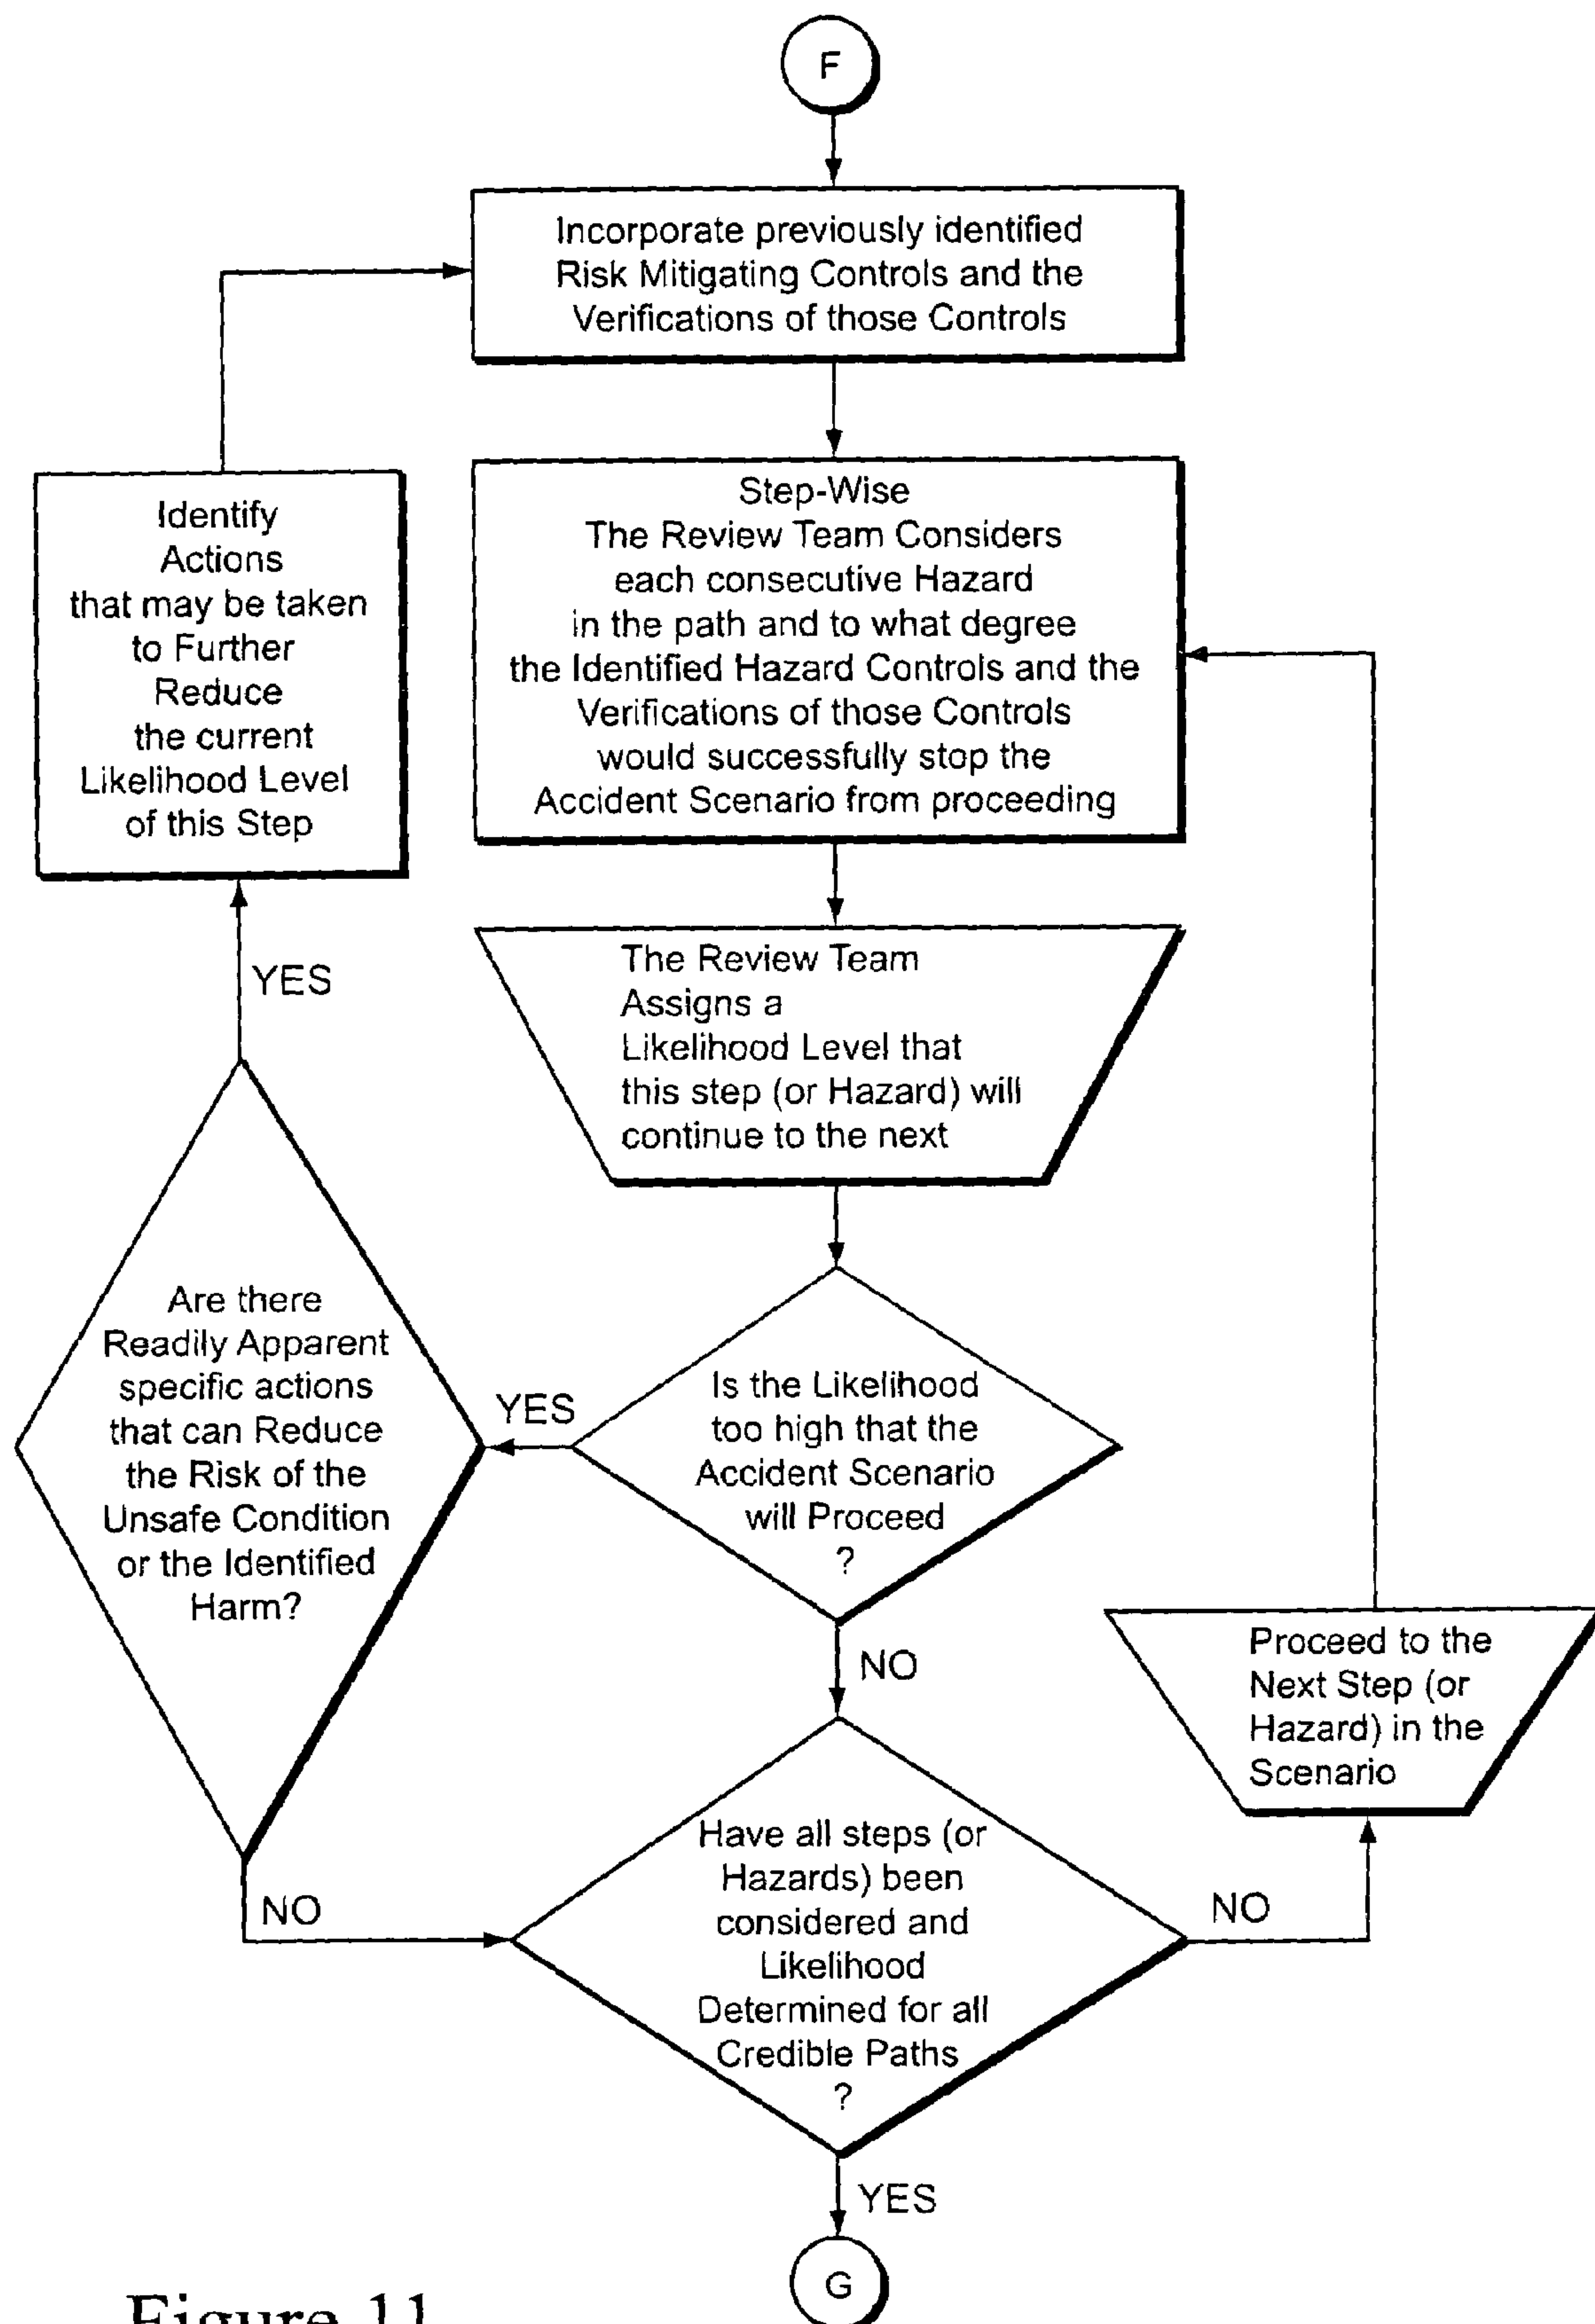 F
Incorporate previously identified
Risk Mitigating Controls and the
Verifications of those Controls
Step-Wise
The Review Team Considers
each consecutive Hazard
in the path and to what degree
the Identified Hazard Controls and the
Verifications of those Controls
would successfully stop the
Accident Scenario from proceeding
Identify
Actions
that may be taken
to Further
Reduce
the current
Likelihood Level
of this Step
The Review Team
Assigns a
Likelihood Level that
this step (or Hazard) will
continue to the next
YES
Are there
Readily Apparent
specific actions
that can Reduce
the Risk of the
Unsafe Condition
or the Identified
Harm?
YES
Is the Likelihood
too high that the
Accident Scenario
will Proceed
?
NO
Proceed to the
Next Step (or
Hazard) in the
Scenario
NO
Have all steps (or
Hazards) been
considered and
Likelihood
Determined for all
Credible Paths
?
NO
YES
G
Figure 11